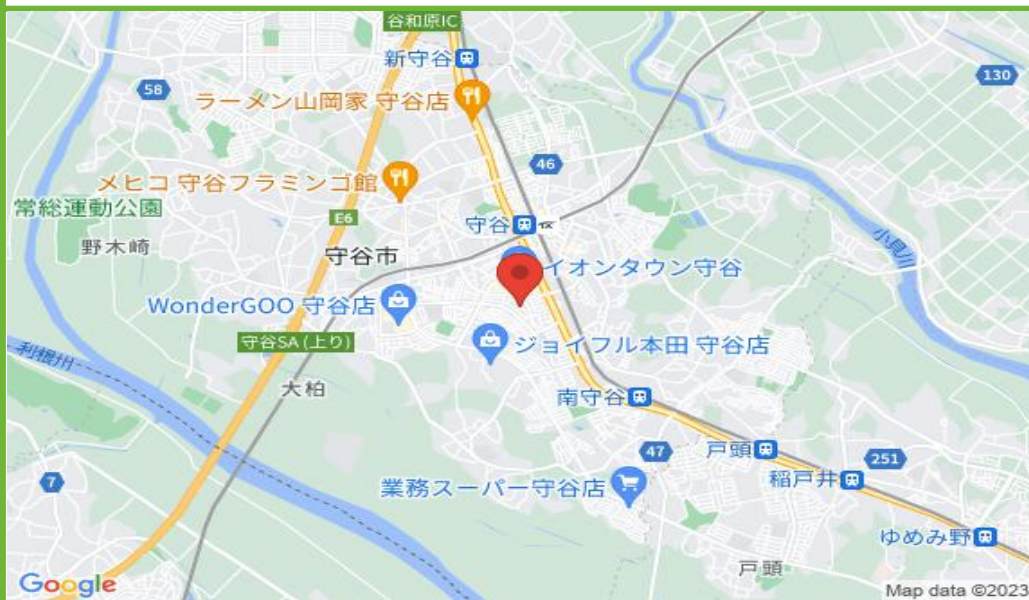 谷和原IC
新守谷
130
58
ラーメン山岡家 守谷店
46
メヒコ 守谷フラミンゴ館
常総運動公園
E6
守谷
野木崎
守谷市
小貝川
イオンタウン守谷
WonderGOO 守谷店
守谷SA (上り)
ジョイフル本田 守谷店
利根川
大柏
南守谷
47
戸頭
251
7
稲戸井
業務スーパー守谷店
ゆめみ野
戸頭
Google
Map data ©2023